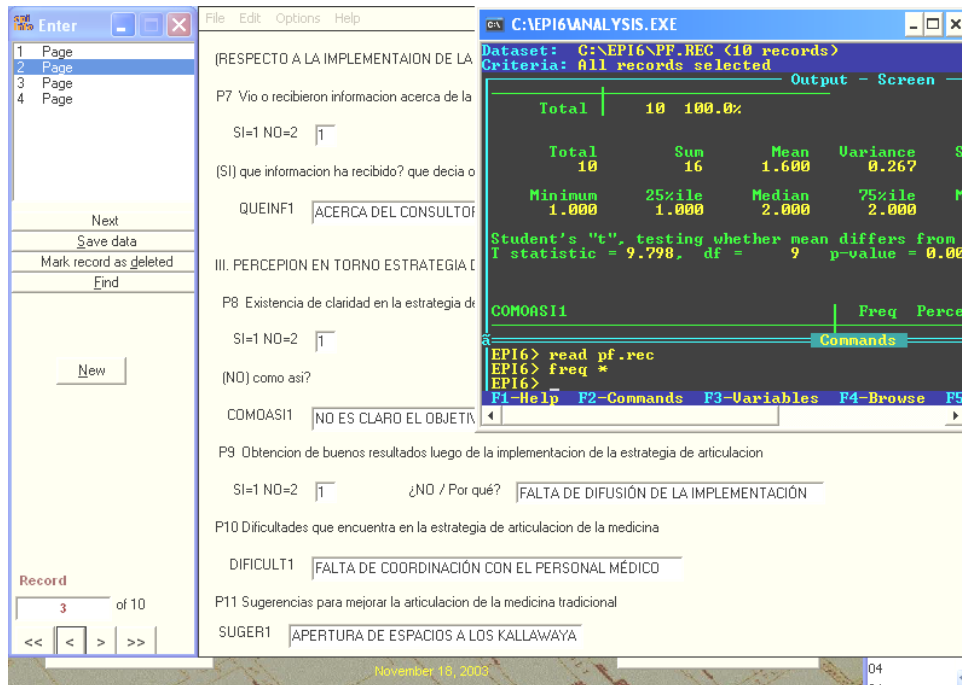 Enter
1 Page
2 Page
3 Page
4 Page
Next
Save data
Mark record as deleted
Find
New
Record
3 of 10
<< < > >>
File Edit Options Help
(RESPECTO A LA IMPLEMENTAION DE LA
P7 Vio o recibieron informacion acerca de la
SI=1 NO=2 1
(SI) que informacion ha recibido? que decia o
QUEINF1 ACERCA DEL CONSULTOR
III. PERCEPION EN TORNO ESTRATEGIA
P8 Existencia de claridad en la estrategia de
SI=1 NO=2 1
(NO) como asi?
COMOASI1 NO ES CLARO EL OBJETIV
P9 Obtencion de buenos resultados luego de la implementacion de la estrategia de articulacion
SI=1 NO=2 1 ¿NO / Por qué? FALTA DE DIFUSIÓN DE LA IMPLEMENTACIÓN
P10 Dificultades que encuentra en la estrategia de articulacion de la medicina
DIFICULT1 FALTA DE COORDINACIÓN CON EL PERSONAL MÉDICO
P11 Sugerencias para mejorar la articulacion de la medicina tradicional
SUGER1 APERTURA DE ESPACIOS A LOS KALLAWAYA
C:\EPI6\ANALYSIS.EXE
Dataset: C:\EPI6\PF.REC (10 records)
Criteria: All records selected
Output - Screen
Total 10 100.0%
Total Sum Mean Variance S
10 16 1.600 0.267
Minimum 25%ile Median 75%ile M
1.000 1.000 2.000 2.000
Student's "t", testing whether mean differs from
T statistic = 9.798, df = 9 p-value = 0.00
COMOASI1 Freq Perce
Commands
EPI6> read pf.rec
EPI6> freq *
EPI6> _
F1-Help F2-Commands F3-Variables F4-Browse F5
November 18, 2003
04